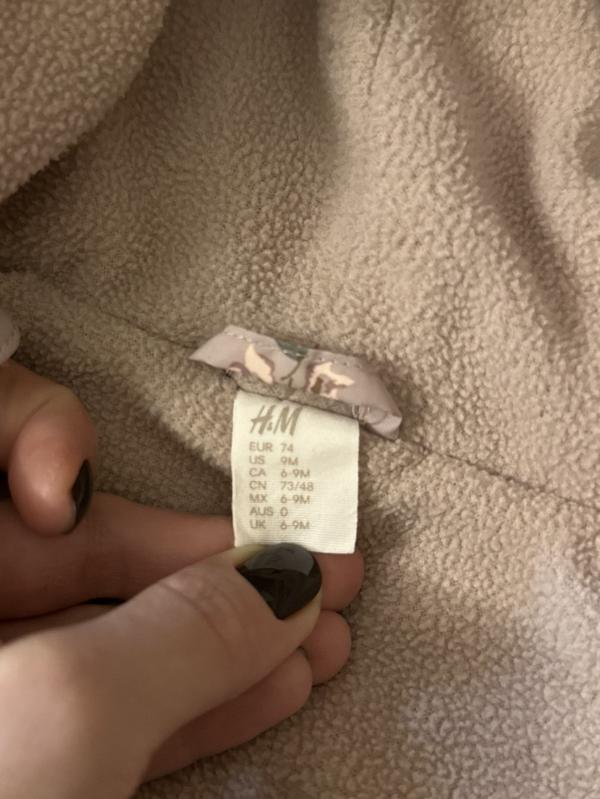 H&M
EUR 74
US 9M
CA 6-9M
CN 73/48
MX 6-9M
AUS 0
UK 6-9M